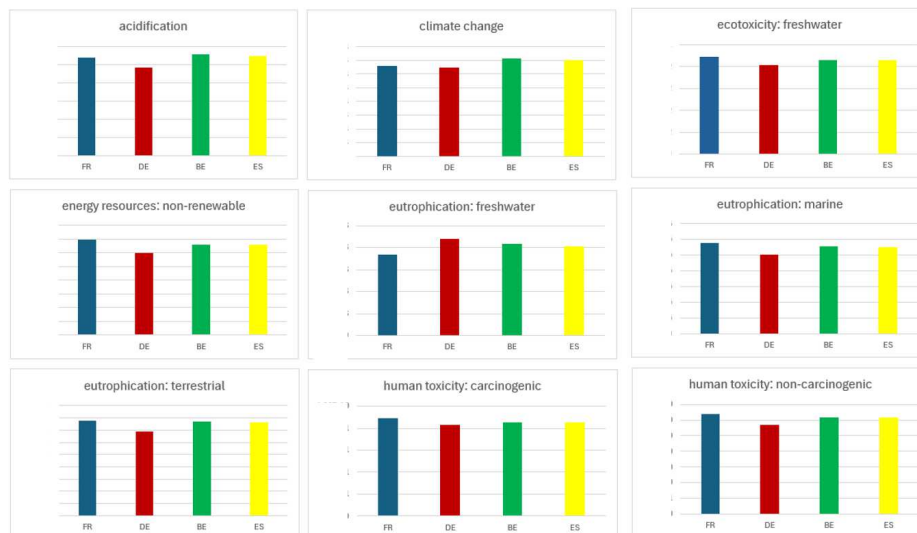 acidification
FR DE BE ES
climate change
FR DE BE ES
ecotoxicity: freshwater
FR DE BE ES
energy resources: non-renewable
FR DE BE ES
eutrophication: freshwater
FR DE BE ES
eutrophication: marine
FR DE BE ES
eutrophication: terrestrial
FR DE BE ES
human toxicity: carcinogenic
FR DE BE ES
human toxicity: non-carcinogenic
FR DE BE ES